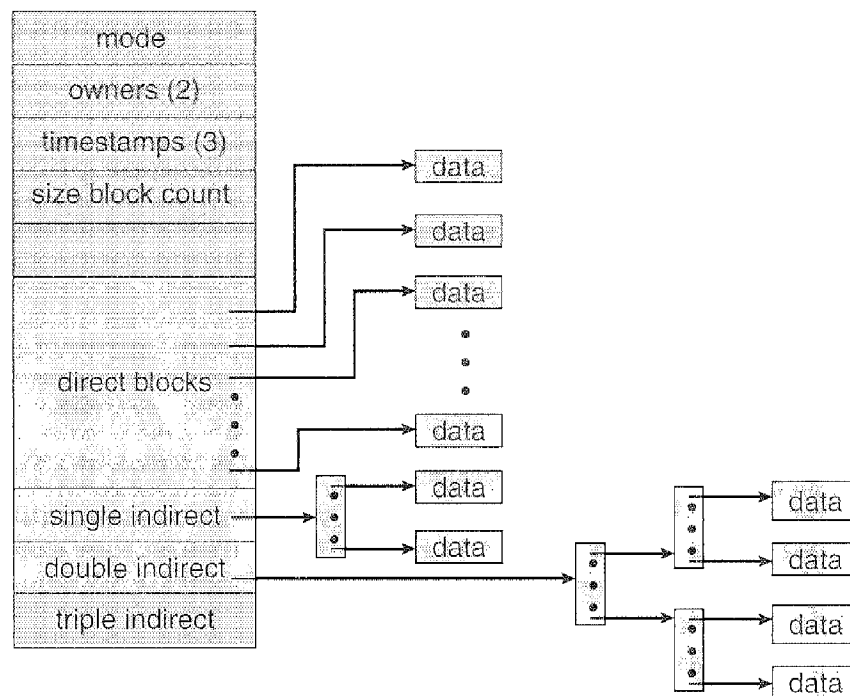 mode
owners (2)
timestamps (3)
size block count
data
data
data
direct blocks
data
single indirect
data
data
double indirect
triple indirect
data
data
data
data